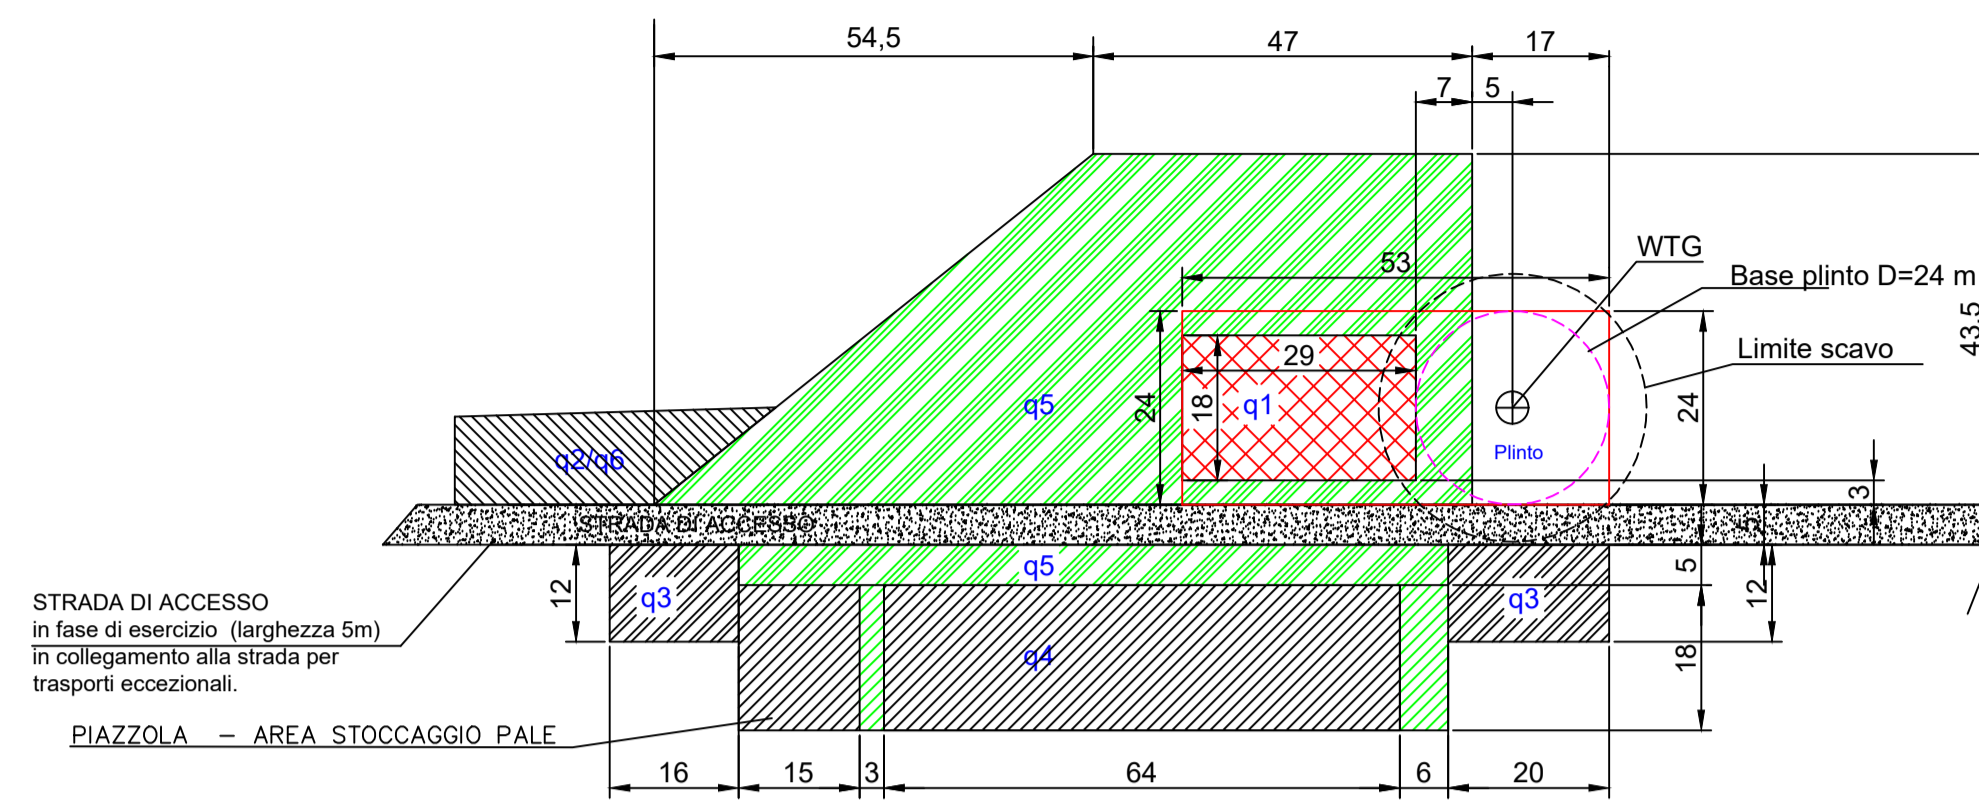 54,5
47
17
7
5
WTG
53
Base plinto D=24 m
43,5
Limite scavo
29
q5
24
18
q1
24
Plinto
q2/q6
3
STRADA DI ACCESSO
5
q5
5
12
q3
q3
12
STRADA DI ACCESSO
in fase di esercizio (larghezza 5m)
in collegamento alla strada per
trasporti eccezionali.
q4
18
PIAZZOLA - AREA STOCCAGGIO PALE
16
15
3
64
6
20